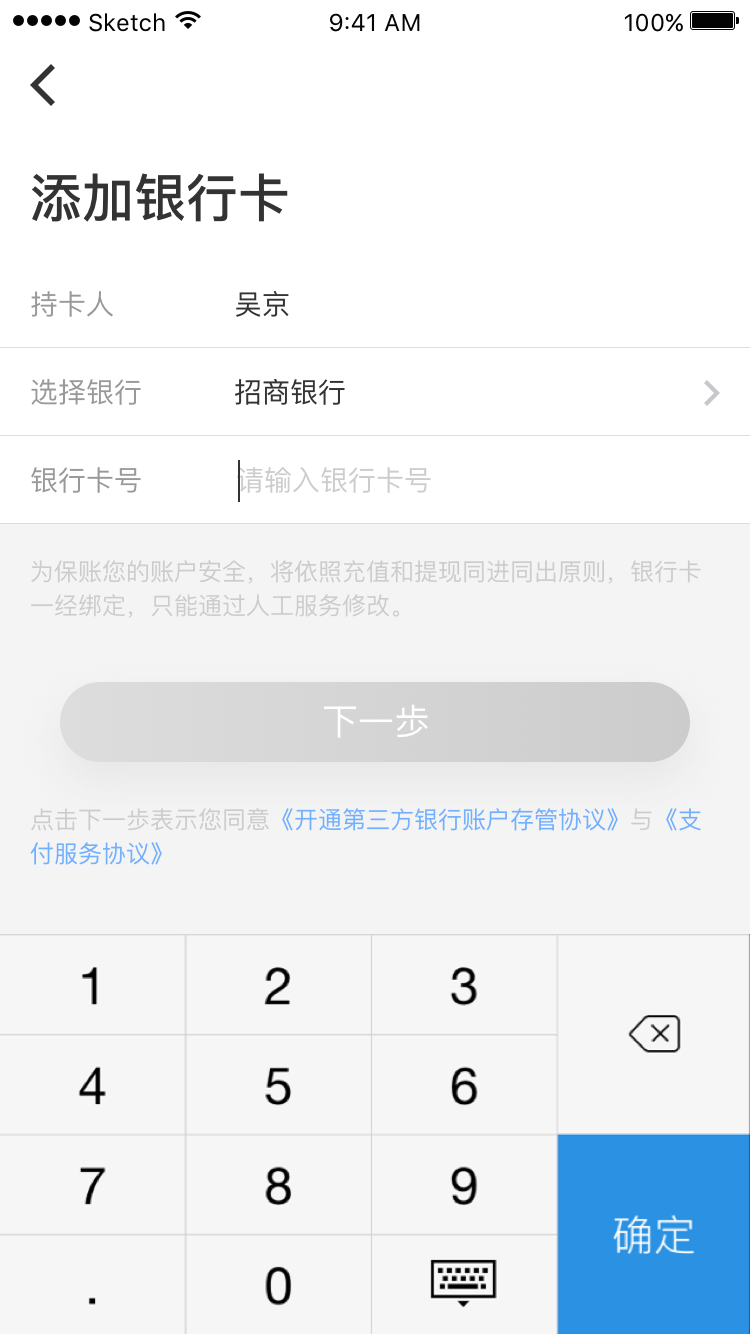 Sketch 9:41 AM 100%
添加银行卡
持卡人 吴京
选择银行 招商银行
银行卡号 请输入银行卡号
为保账您的账户安全，将依照充值和提现同进同出原则，银行卡
一经绑定，只能通过人工服务修改。
下一步
点击下一步表示您同意《开通第三方银行账户存管协议》与《支
付服务协议》
1 2 3
4 5 6
7 8 9
. 0
确定